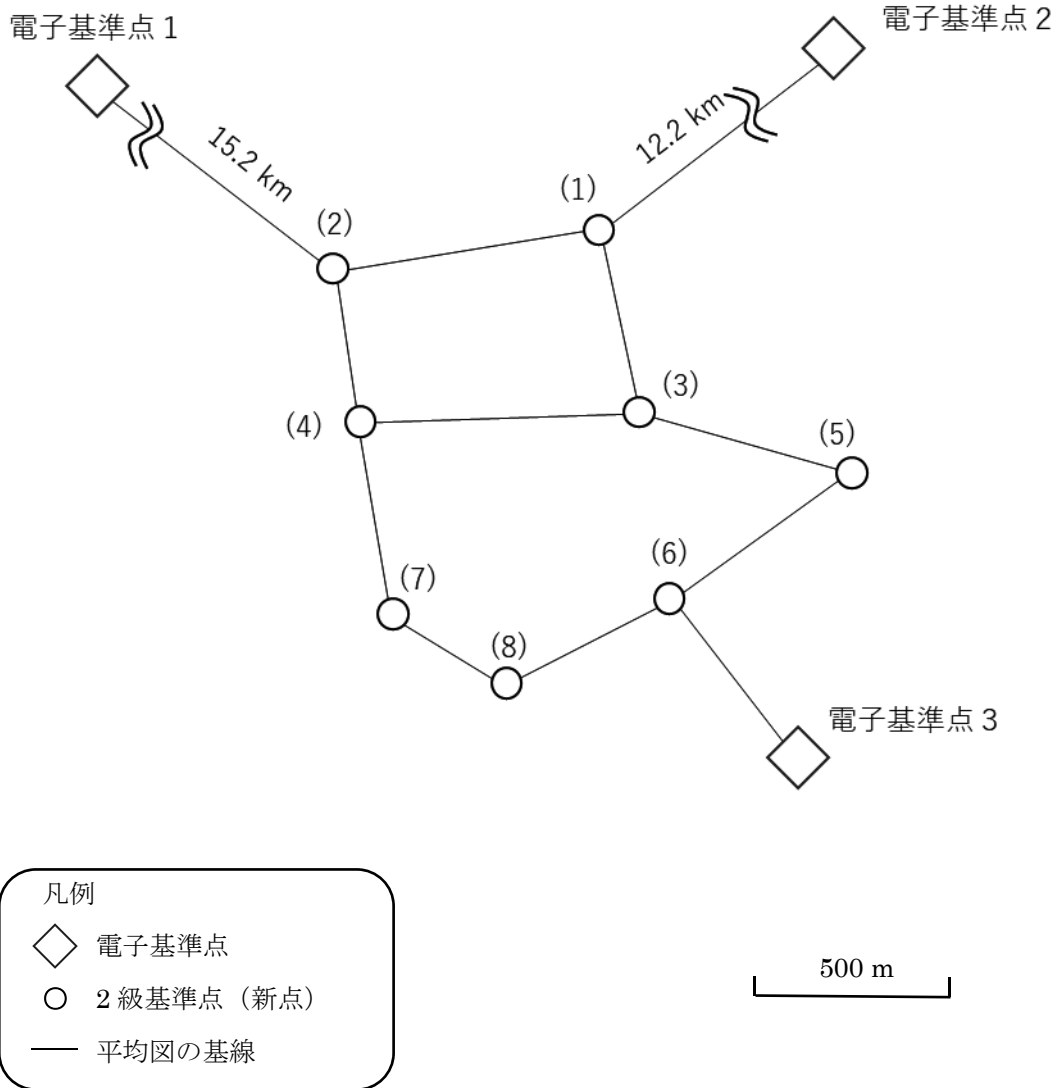 電子基準点1
電子基準点2
15.2 km
12.2 km
(1)
(2)
(3)
(4)
(5)
(6)
(7)
(8)
電子基準点3
凡例
電子基準点
2級基準点（新点）
平均図の基線
500 m